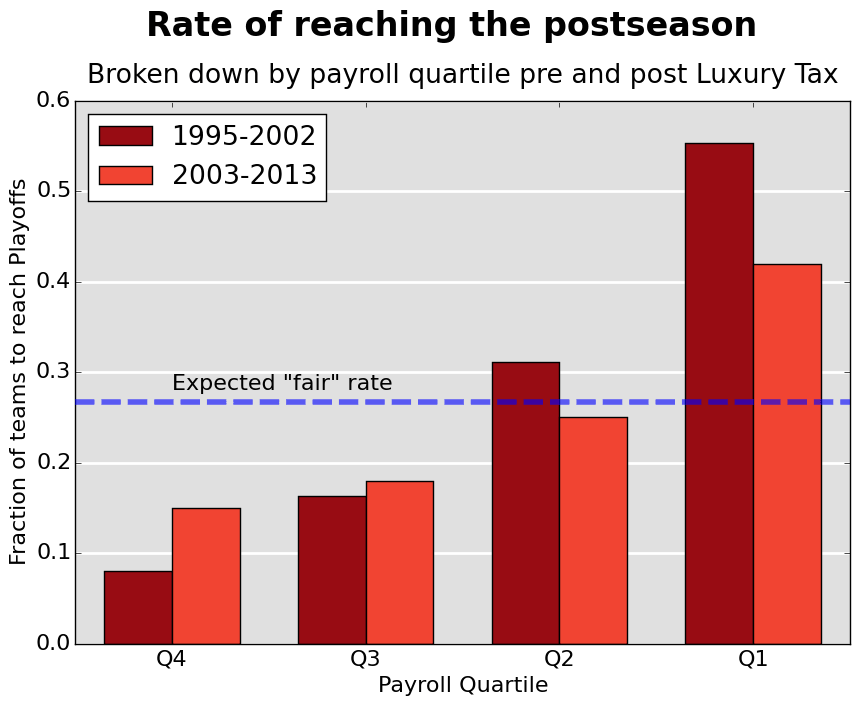 Rate of reaching the postseason
Broken down by payroll quartile pre and post Luxury Tax
Fraction of teams to reach Playoffs
0.6
0.5
0.4
0.3
0.2
0.1
0.0
1995-2002
2003-2013
Expected "fair" rate
Q4 Q3 Q2 Q1
Payroll Quartile